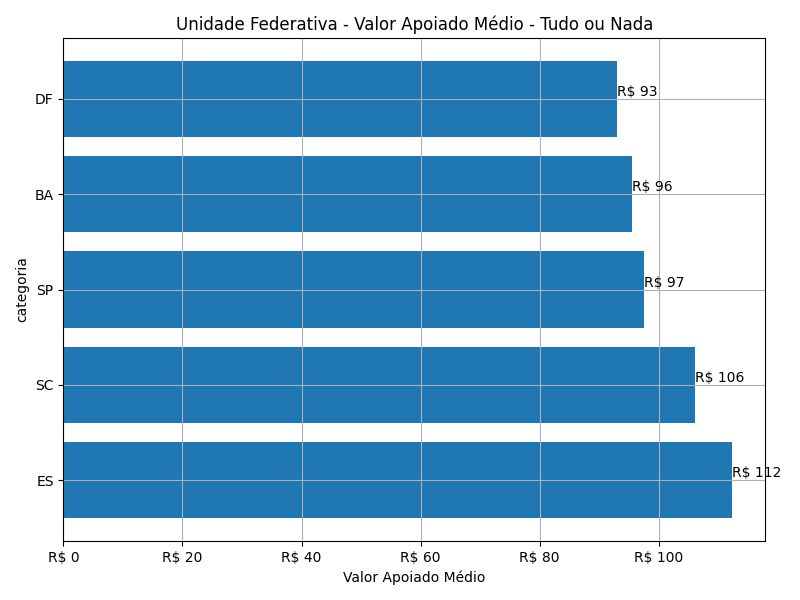 Unidade Federativa - Valor Apoiado Médio - Tudo ou Nada
DF
R$ 93
BA
R$ 96
categoria
SP
R$ 97
SC
R$ 106
ES
R$ 112
R$ 0 R$ 20 R$ 40 R$ 60 R$ 80 R$ 100
Valor Apoiado Médio